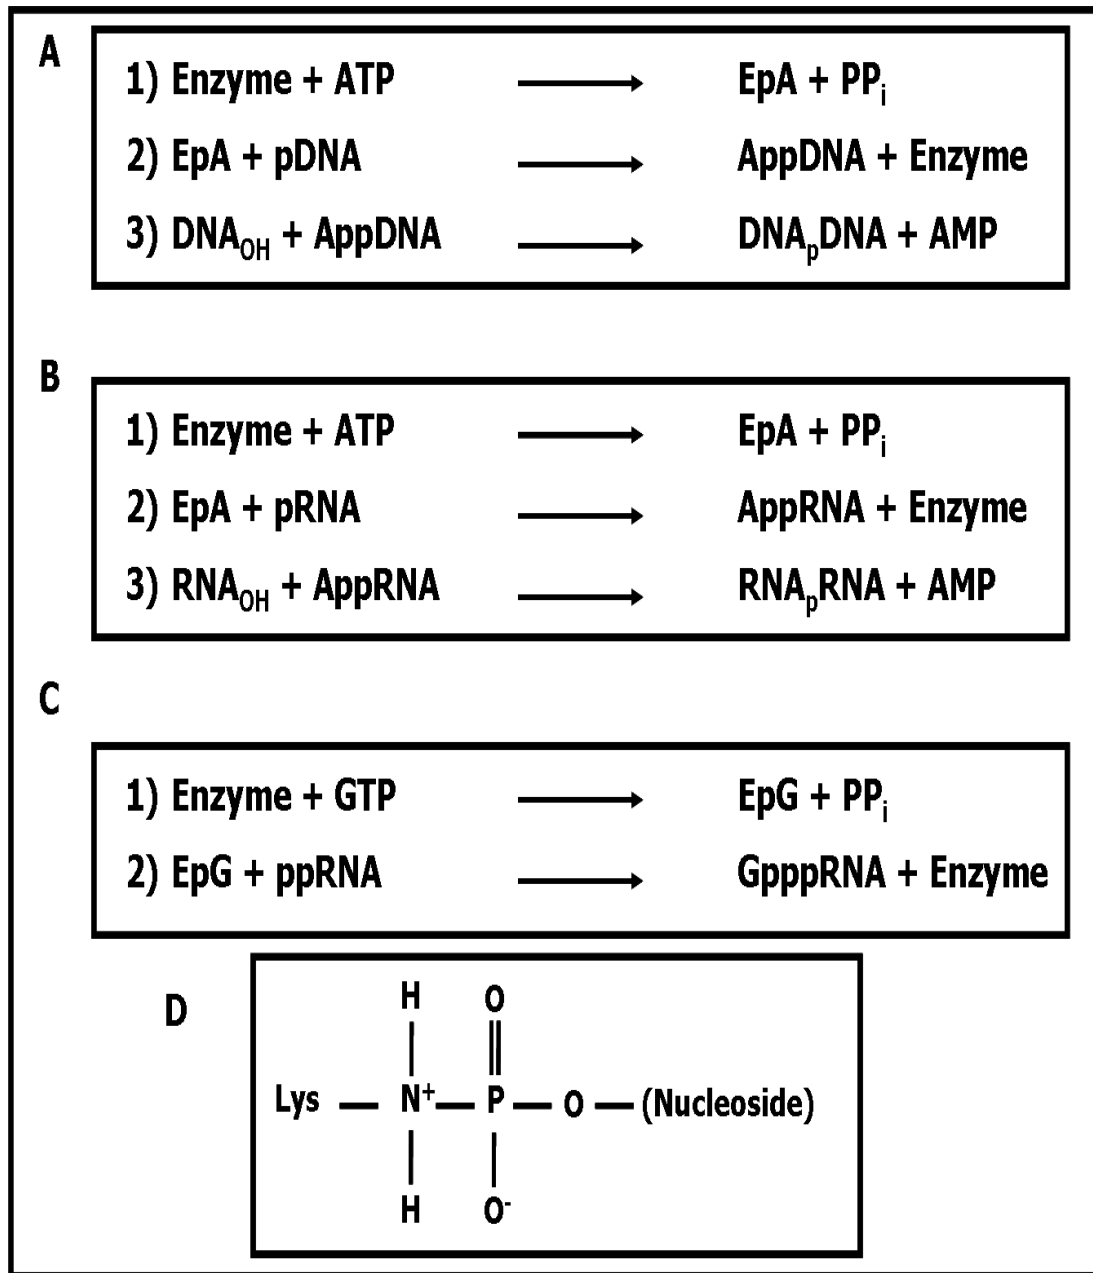 A
1) Enzyme + ATP ⟶ EpA + PPi
2) EpA + pDNA ⟶ AppDNA + Enzyme
3) DNAOH + AppDNA ⟶ DNApDNA + AMP
B
1) Enzyme + ATP ⟶ EpA + PPi
2) EpA + pRNA ⟶ AppRNA + Enzyme
3) RNAOH + AppRNA ⟶ RNApRNA + AMP
C
1) Enzyme + GTP ⟶ EpG + PPi
2) EpG + ppRNA ⟶ GpppRNA + Enzyme
D
H O
Lys — N⁺ — P — O — (Nucleoside)
H O⁻